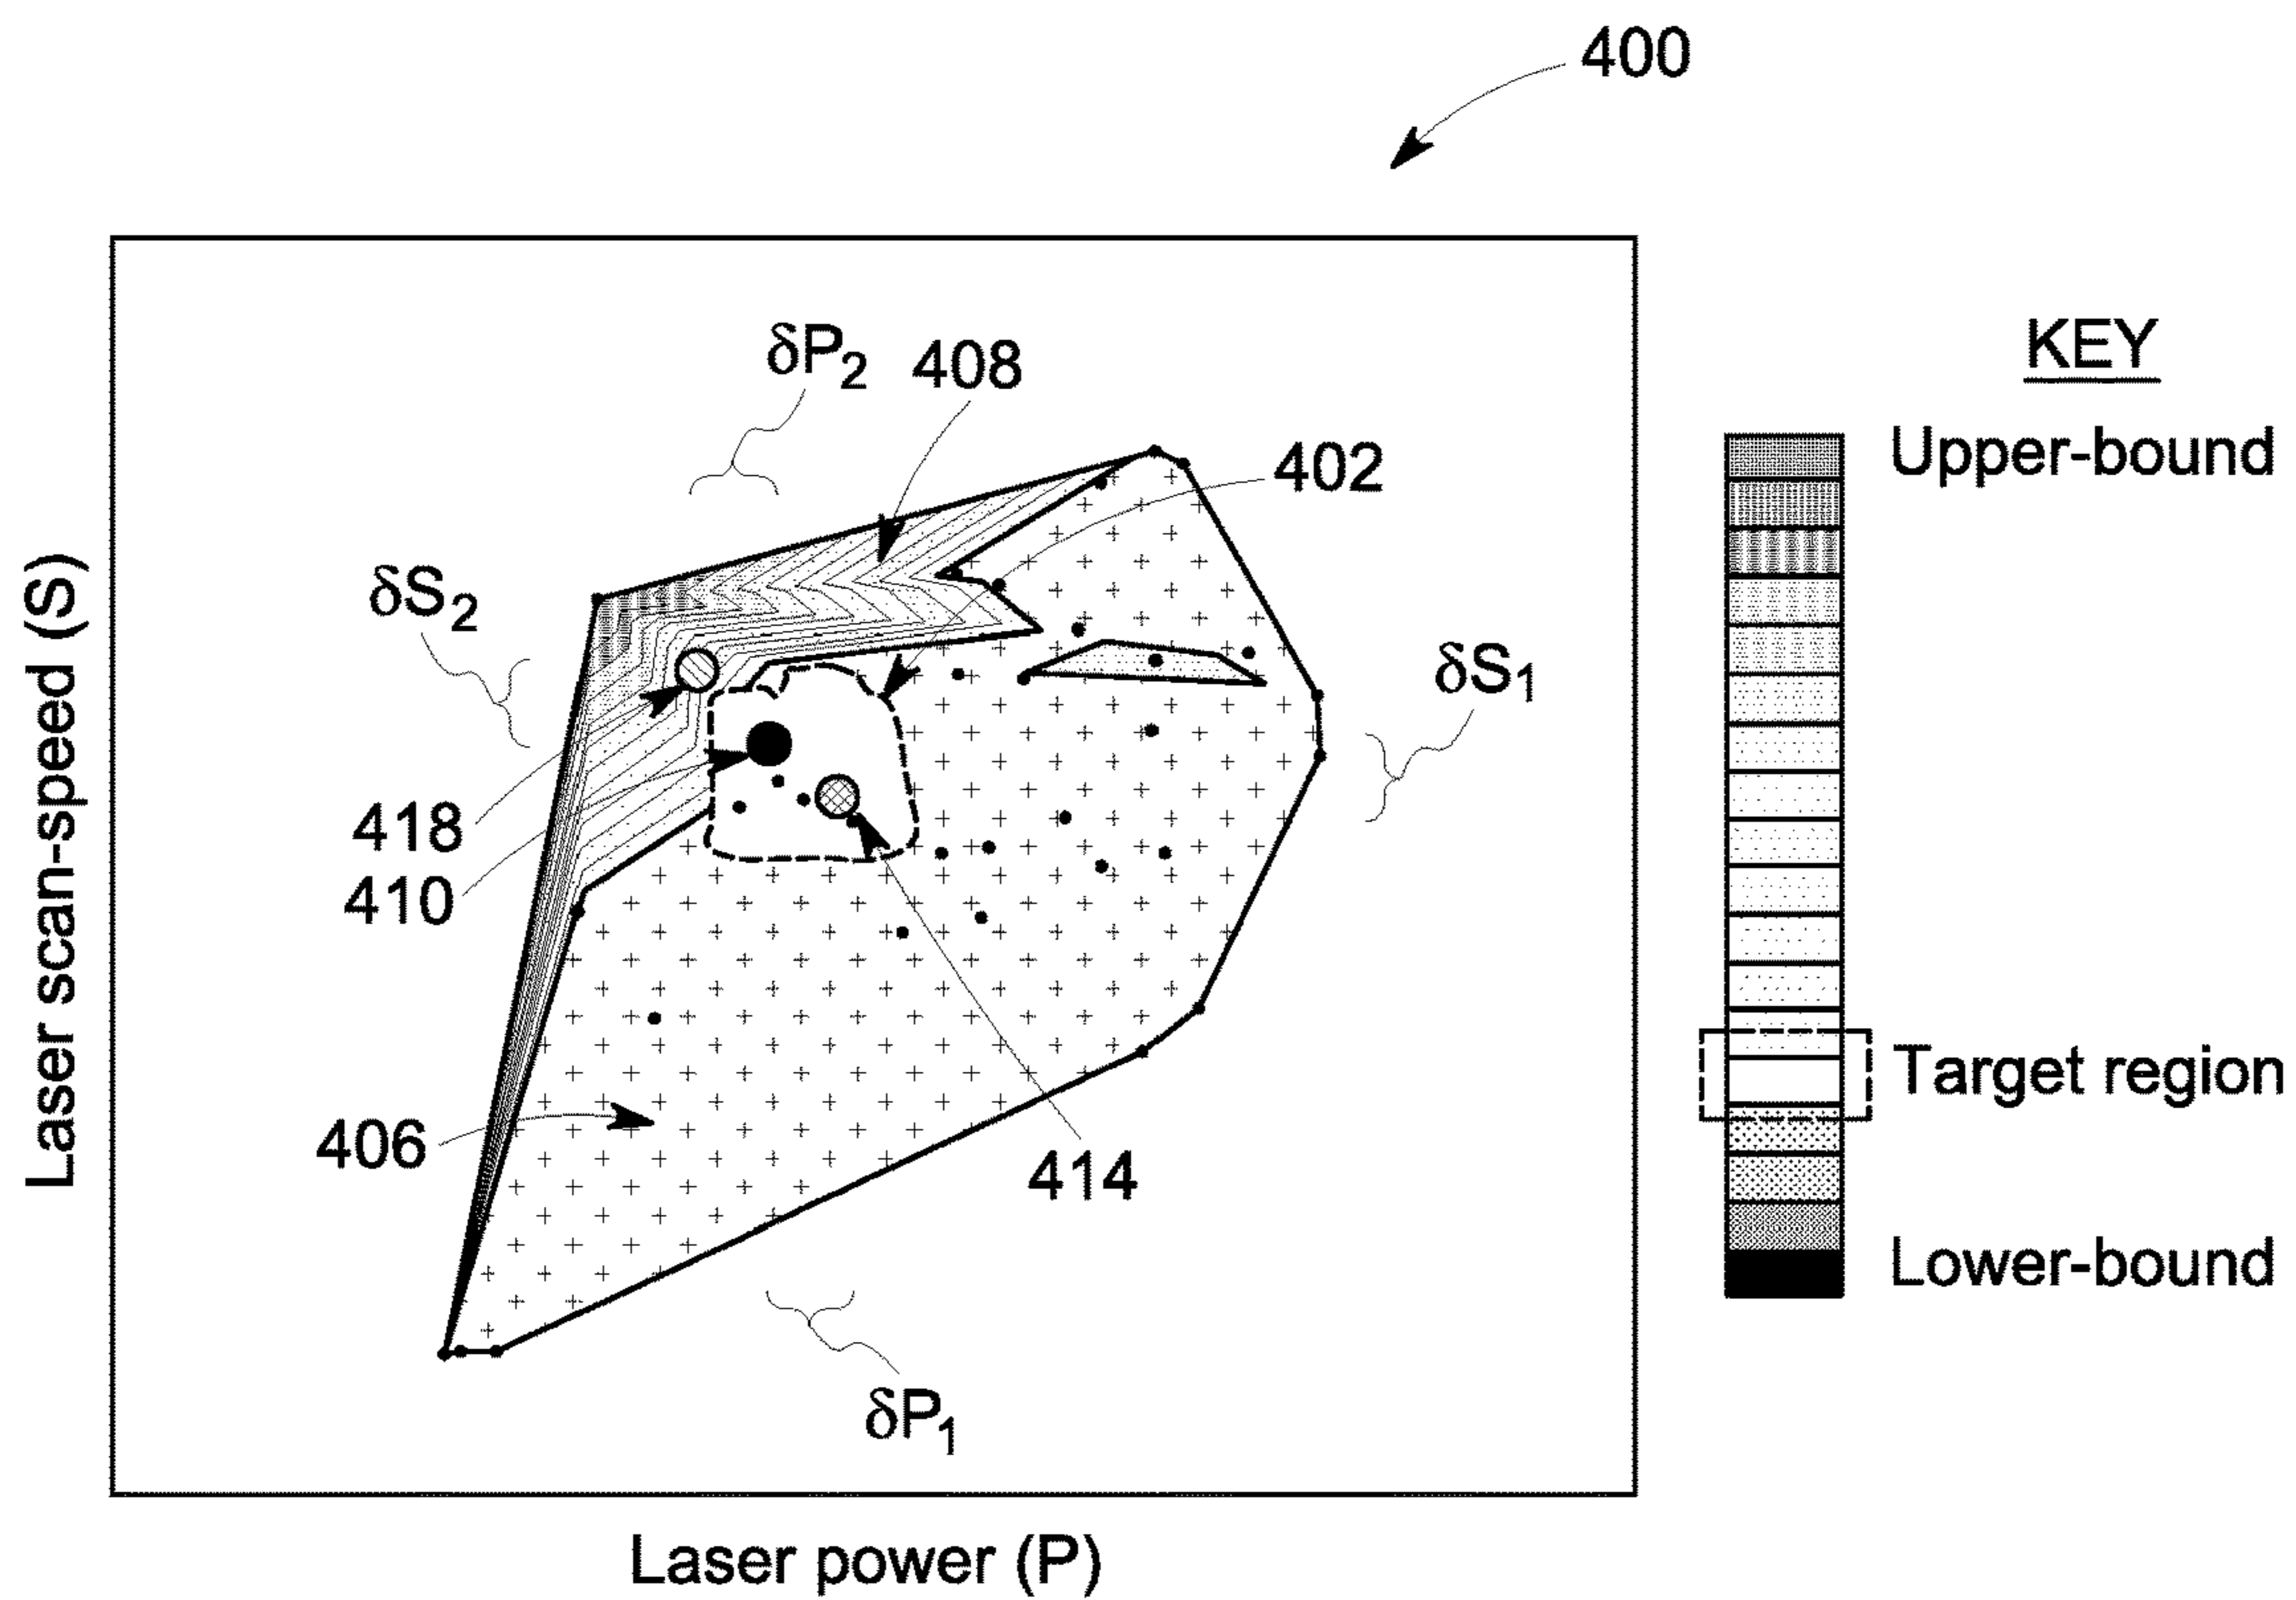 400
KEY
δP2
408
402
Upper-bound
δS2
δS1
418
410
406
414
Target region
Lower-bound
δP1
Laser scan-speed (S)
Laser power (P)